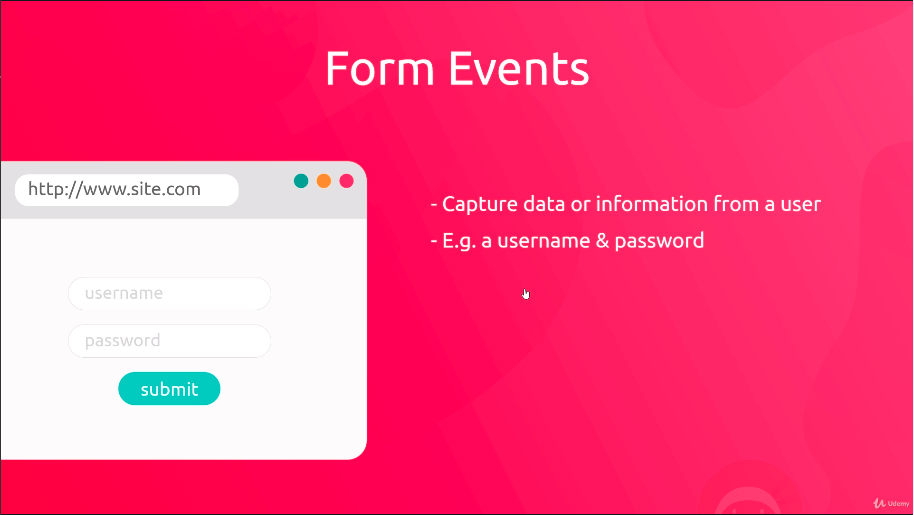 Form Events
http://www.site.com
username
password
submit
- Capture data or information from a user
- E.g. a username & password
Udemy